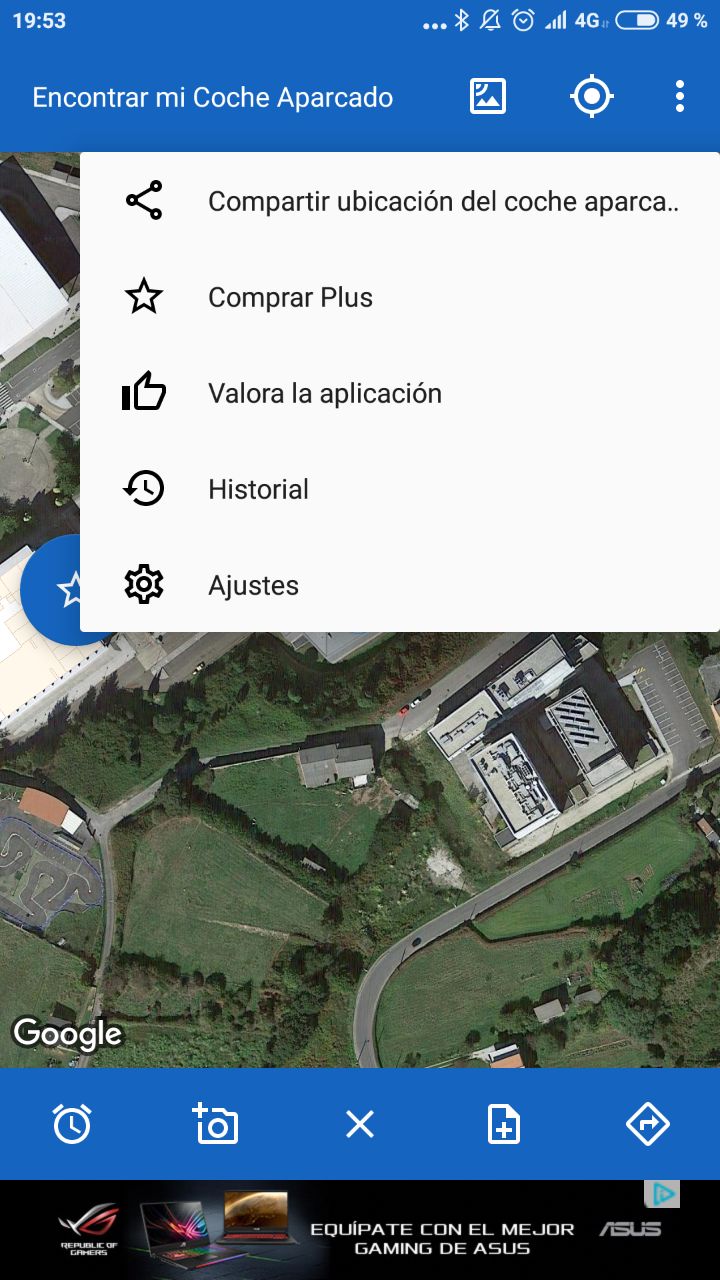 19:53
4G
49 %
Encontrar mi Coche Aparcado
Compartir ubicación del coche aparca..
Comprar Plus
Valora la aplicación
Historial
Ajustes
Google
REPUBLIC OF
GAMERS
EQUÍPATE CON EL MEJOR
GAMING DE ASUS
ASUS